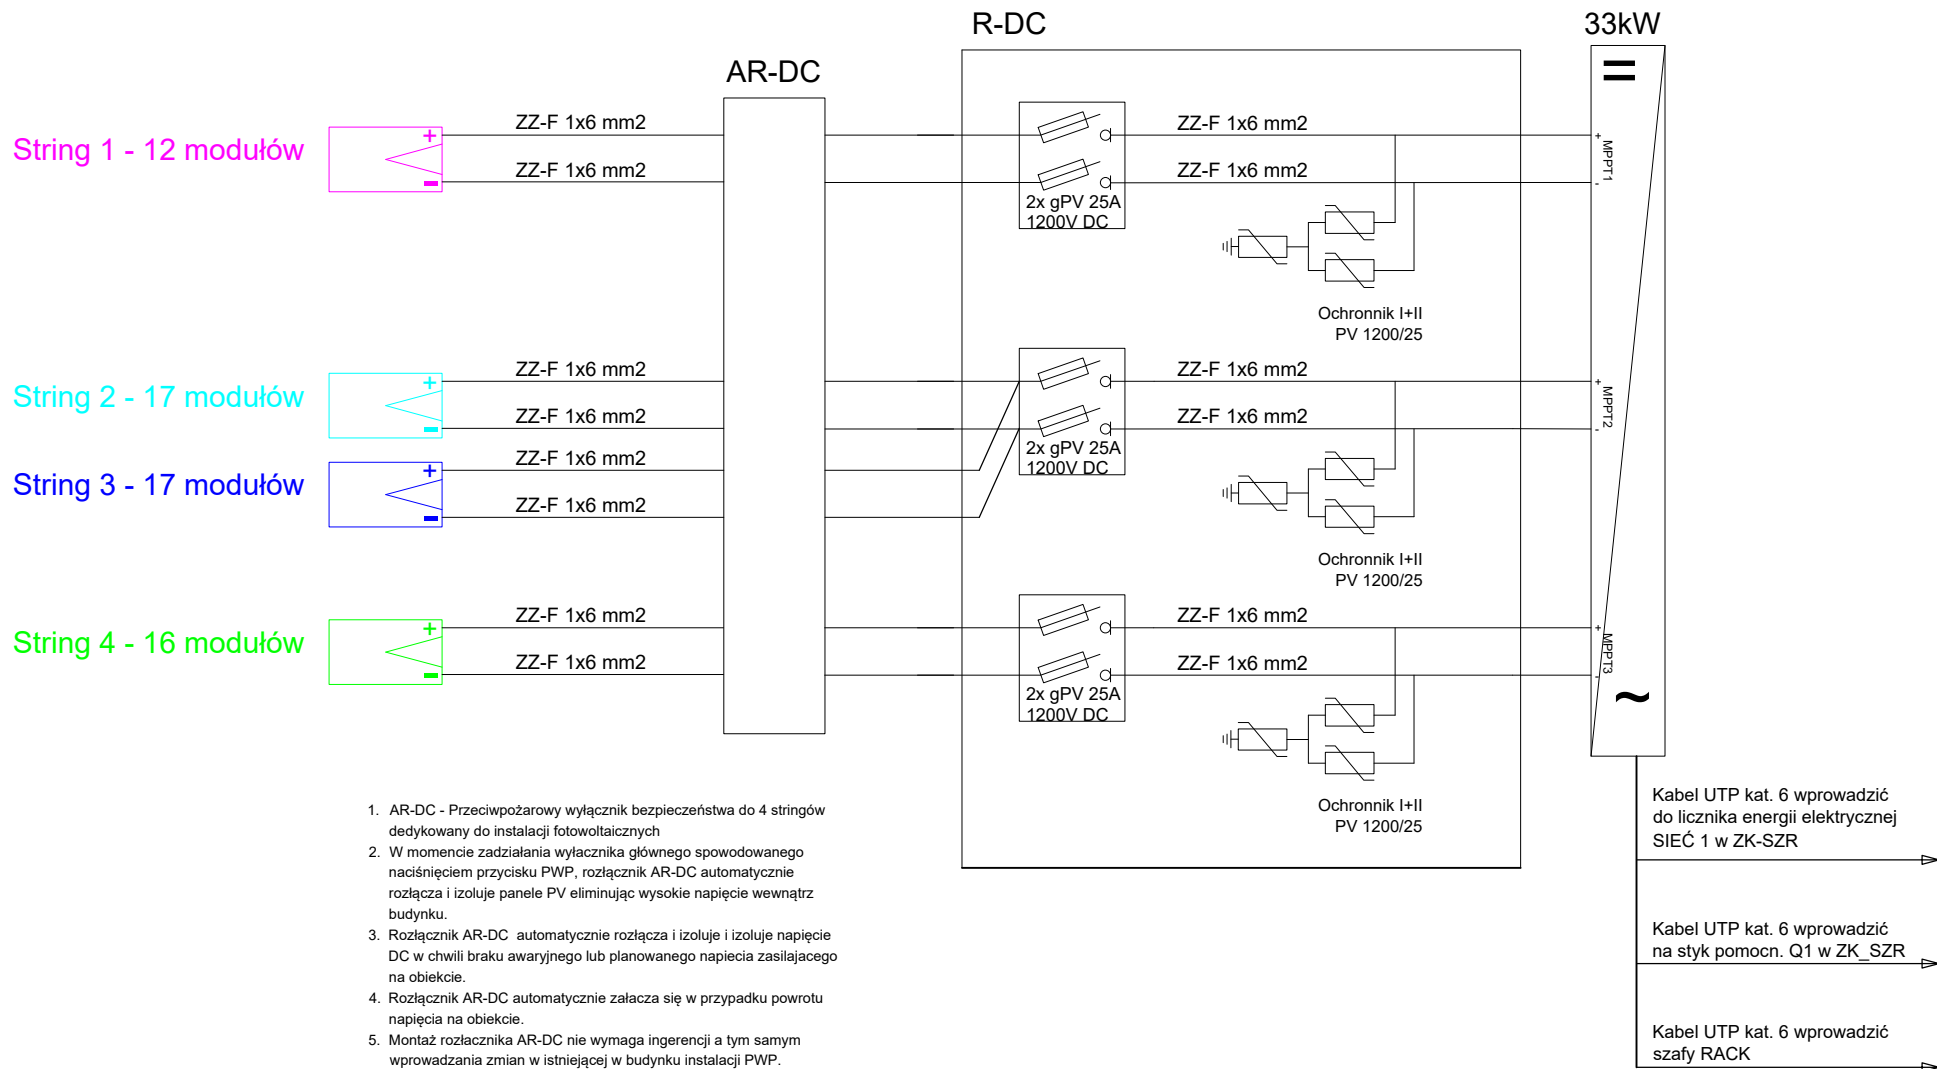 R-DC
33kW
AR-DC
String 1 - 12 modułów
+
-
ZZ-F 1x6 mm2
ZZ-F 1x6 mm2
2x gPV 25A
1200V DC
ZZ-F 1x6 mm2
ZZ-F 1x6 mm2
Ochronnik I+II
PV 1200/25
=
+
MPPT1
-
String 2 - 17 modułów
+
-
ZZ-F 1x6 mm2
ZZ-F 1x6 mm2
2x gPV 25A
1200V DC
ZZ-F 1x6 mm2
ZZ-F 1x6 mm2
Ochronnik I+II
PV 1200/25
+
MPPT2
-
String 3 - 17 modułów
+
-
ZZ-F 1x6 mm2
ZZ-F 1x6 mm2
String 4 - 16 modułów
+
-
ZZ-F 1x6 mm2
ZZ-F 1x6 mm2
2x gPV 25A
1200V DC
ZZ-F 1x6 mm2
ZZ-F 1x6 mm2
Ochronnik I+II
PV 1200/25
+
MPPT3
-
~
1. AR-DC - Przeciwpożarowy wyłącznik bezpieczeństwa do 4 stringów
dedykowany do instalacji fotowoltaicznych
2. W momencie zadziałania wyłacznika głównego spowodowanego
naciśnięciem przycisku PWP, rozłącznik AR-DC automatycznie
rozłącza i izoluje panele PV eliminując wysokie napięcie wewnątrz
budynku.
3. Rozłącznik AR-DC automatycznie rozłącza i izoluje i izoluje napięcie
DC w chwili braku awaryjnego lub planowanego napiecia zasilajacego
na obiekcie.
4. Rozłącznik AR-DC automatycznie załacza się w przypadku powrotu
napięcia na obiekcie.
5. Montaż rozłacznika AR-DC nie wymaga ingerencji a tym samym
wprowadzania zmian w istniejącej w budynku instalacji PWP.
Kabel UTP kat. 6 wprowadzić
do licznika energii elektrycznej
SIEĆ 1 w ZK-SZR
Kabel UTP kat. 6 wprowadzić
na styk pomocn. Q1 w ZK_SZR
Kabel UTP kat. 6 wprowadzić
szafy RACK